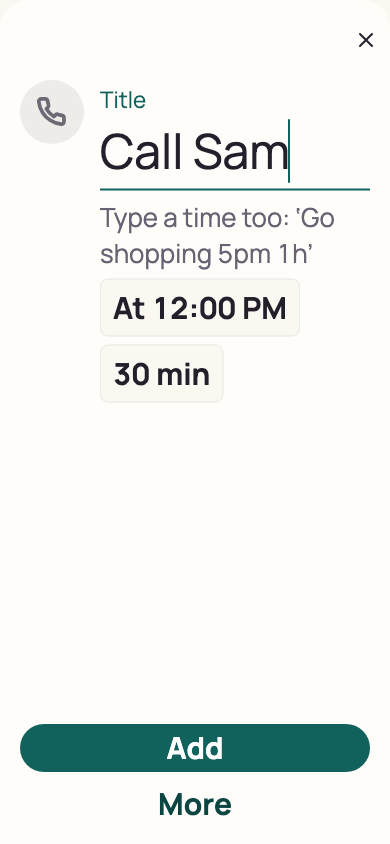 Title
Call Sam
Type a time too: ‘Go
shopping 5pm 1h’
At 12:00 PM
30 min
Add
More